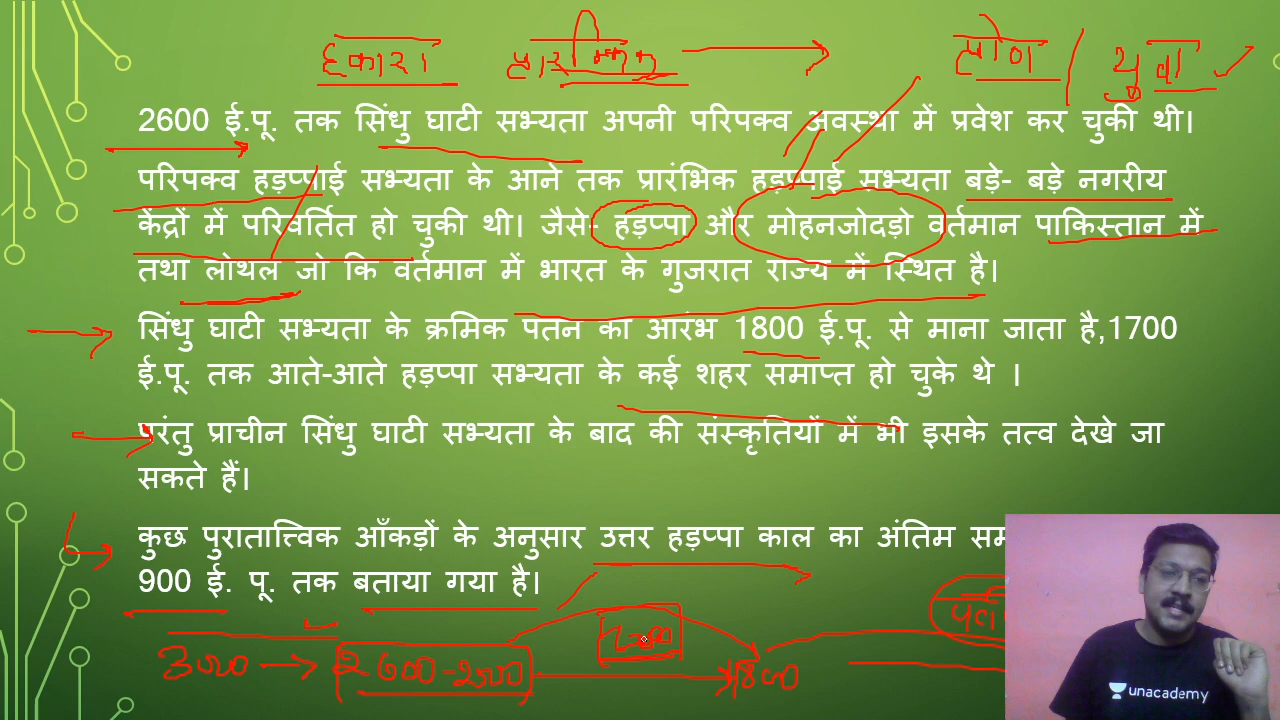 हकारा प्रारम्भिक प्रौढ / युवा
2600 ई.पू. तक सिंधु घाटी सभ्यता अपनी परिपक्व अवस्था में प्रवेश कर चुकी थी।
परिपक्व हड़प्पाई सभ्यता के आने तक प्रारंभिक हड़प्पाई सभ्यता बड़े- बड़े नगरीय
केंद्रों में परिवर्तित हो चुकी थी। जैसे- हड़प्पा और मोहनजोदड़ो वर्तमान पाकिस्तान में
तथा लोथल जो कि वर्तमान में भारत के गुजरात राज्य में स्थित है।
सिंधु घाटी सभ्यता के क्रमिक पतन का आरंभ 1800 ई.पू. से माना जाता है,1700
ई.पू. तक आते-आते हड़प्पा सभ्यता के कई शहर समाप्त हो चुके थे ।
परंतु प्राचीन सिंधु घाटी सभ्यता के बाद की संस्कृतियों में भी इसके तत्व देखे जा
सकते हैं।
कुछ पुरातात्त्विक आँकड़ों के अनुसार उत्तर हड़प्पा काल का अंतिम सम
900 ई. पू. तक बताया गया है।
3000 2600-2500 1800
unacademy